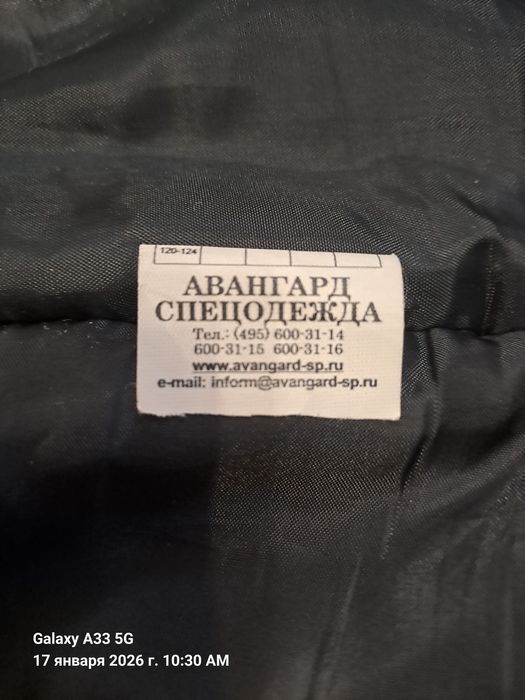 120-124
АВАНГАРД
СПЕЦОДЕЖДА
Тел.: (495) 600-31-14
600-31-15 600-31-16
www.avangard-sp.ru
e-mail: inform@avangard-sp.ru
Galaxy A33 5G
17 января 2026 г. 10:30 AM